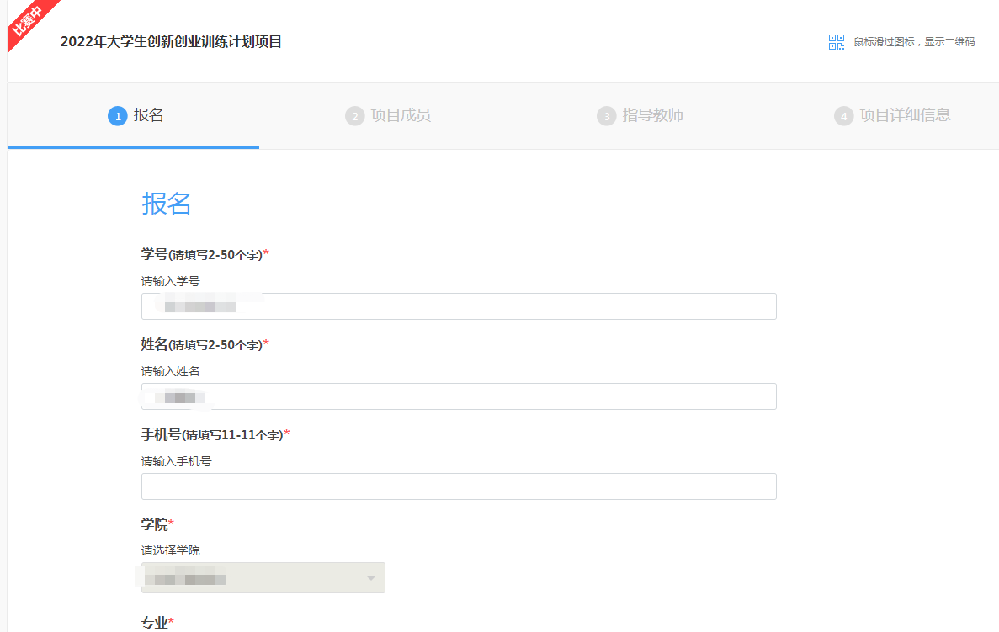 比赛中
2022年大学生创新创业训练计划项目
鼠标滑过图标，显示二维码
1 报名
2 项目成员
3 指导教师
4 项目详细信息
报名
学号(请填写2-50个字)*
请输入学号
姓名(请填写2-50个字)*
请输入姓名
手机号(请填写11-11个字)*
请输入手机号
学院*
请选择学院
专业*